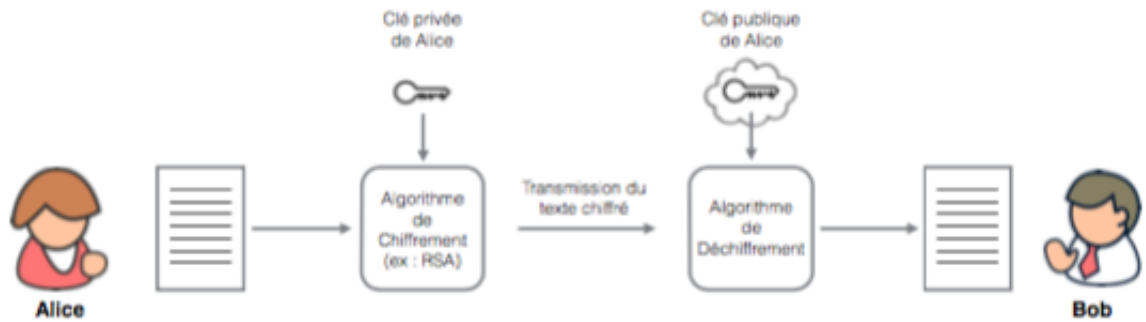 Clé privée
de Alice
Clé publique
de Alice
Algorithme
de
Chiffrement
(ex : RSA)
Transmission du
texte chiffré
Algorithme
de
Déchiffrement
Alice
Bob